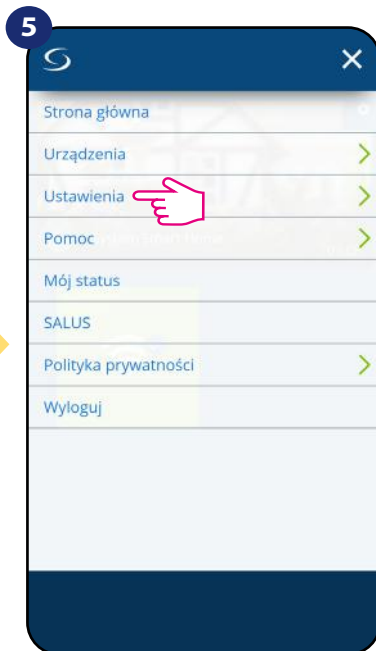 5
Strona główna
Urządzenia
Ustawienia
Pomoc
Mój status
SALUS
Polityka prywatności
Wyloguj